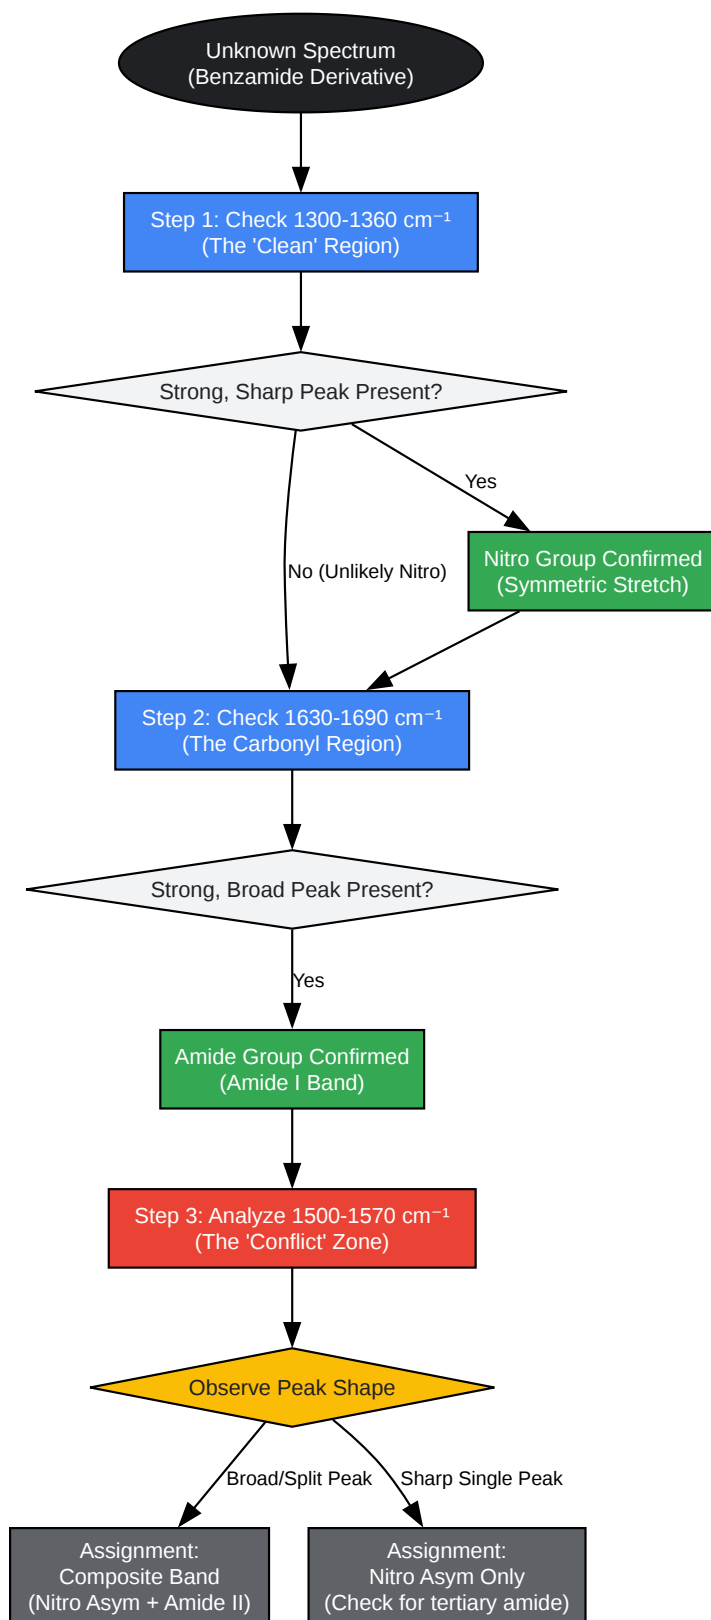 Unknown Spectrum
(Benzamide Derivative)
Step 1: Check 1300-1360 cm⁻¹
(The 'Clean' Region)
Strong, Sharp Peak Present?
Yes
No (Unlikely Nitro)
Nitro Group Confirmed
(Symmetric Stretch)
Step 2: Check 1630-1690 cm⁻¹
(The Carbonyl Region)
Strong, Broad Peak Present?
Yes
Amide Group Confirmed
(Amide I Band)
Step 3: Analyze 1500-1570 cm⁻¹
(The 'Conflict' Zone)
Observe Peak Shape
Broad/Split Peak
Sharp Single Peak
Assignment:
Composite Band
(Nitro Asym + Amide II)
Assignment:
Nitro Asym Only
(Check for tertiary amide)